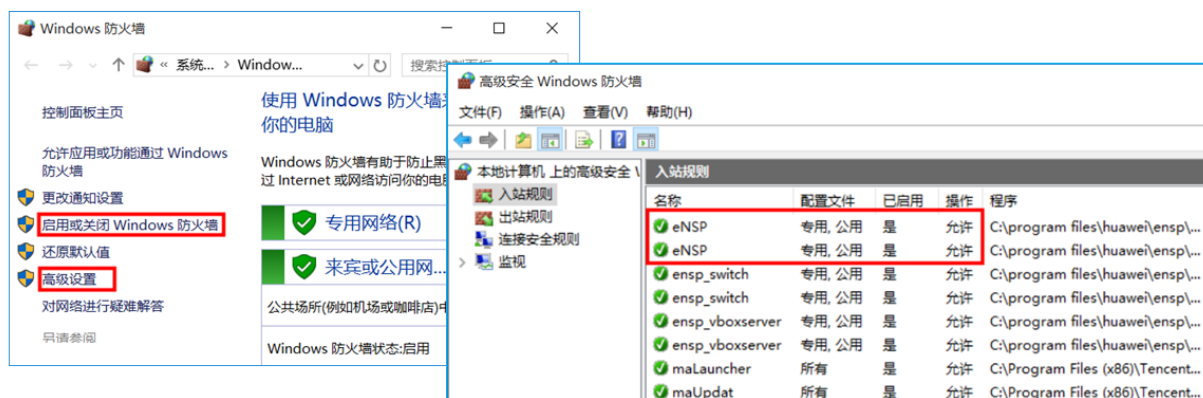 Windows 防火墙
« 系统... › Window...
控制面板主页
允许应用或功能通过 Windows
防火墙
更改通知设置
启用或关闭 Windows 防火墙
还原默认值
高级设置
对网络进行疑难解答
另请参阅
使用 Windows 防火墙
你的电脑
Windows 防火墙有助于防止黑
过 Internet 或网络访问你的电
专用网络(R)
来宾或公用网...
公共场所(例如机场或咖啡店)中
Windows 防火墙状态:启用
高级安全 Windows 防火墙
文件(F) 操作(A) 查看(V) 帮助(H)
本地计算机 上的高级安全
入站规则
出站规则
连接安全规则
监视
入站规则
名称 配置文件 已启用 操作 程序
eNSP 专用, 公用 是 允许 C:\program files\huawei\ensp\...
eNSP 专用, 公用 是 允许 C:\program files\huawei\ensp\...
ensp_switch 专用, 公用 是 允许 C:\program files\huawei\ensp\...
ensp_switch 专用, 公用 是 允许 C:\program files\huawei\ensp\...
ensp_vboxserver 专用, 公用 是 允许 C:\program files\huawei\ensp\...
ensp_vboxserver 专用, 公用 是 允许 C:\program files\huawei\ensp\...
maLauncher 所有 是 允许 C:\Program Files (x86)\Tencent...
maUpdat 所有 是 允许 C:\Program Files (x86)\Tencent...